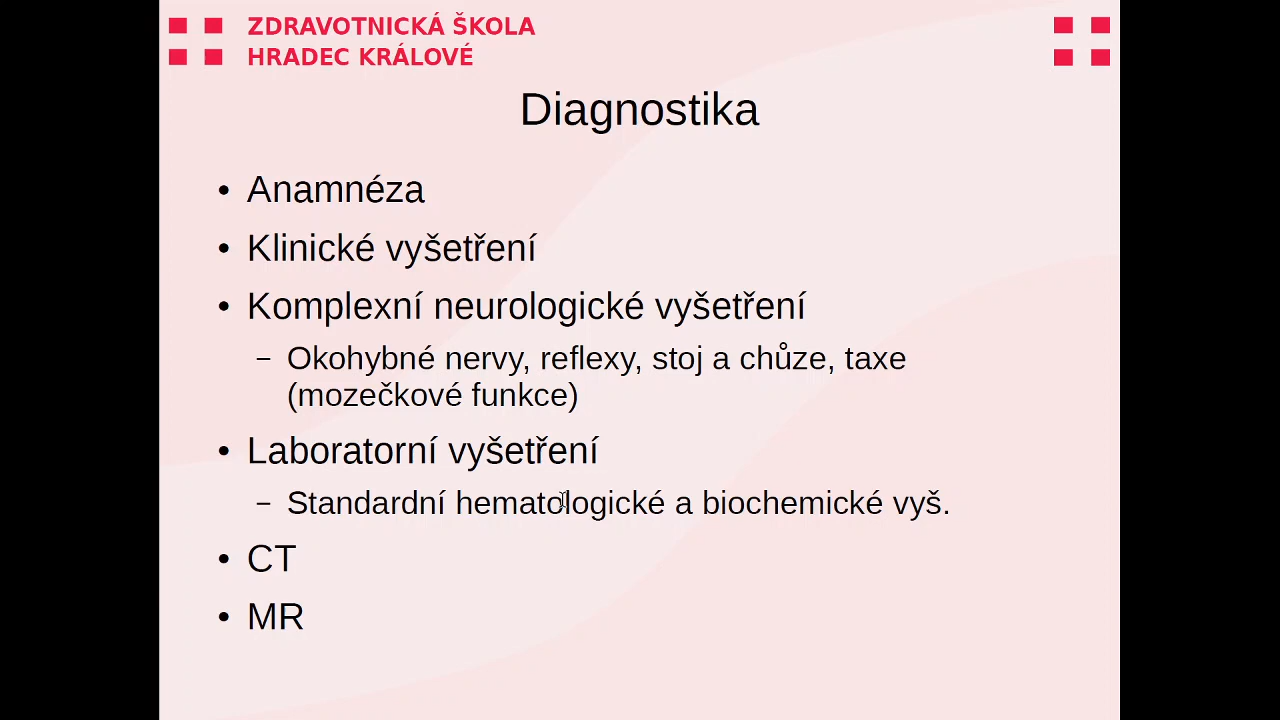 ZDRAVOTNICKÁ ŠKOLA
HRADEC KRÁLOVÉ
Diagnostika
• Anamnéza
• Klinické vyšetření
• Komplexní neurologické vyšetření
– Okohybné nervy, reflexy, stoj a chůze, taxe
(mozečkové funkce)
• Laboratorní vyšetření
– Standardní hematologické a biochemické vyš.
• CT
• MR